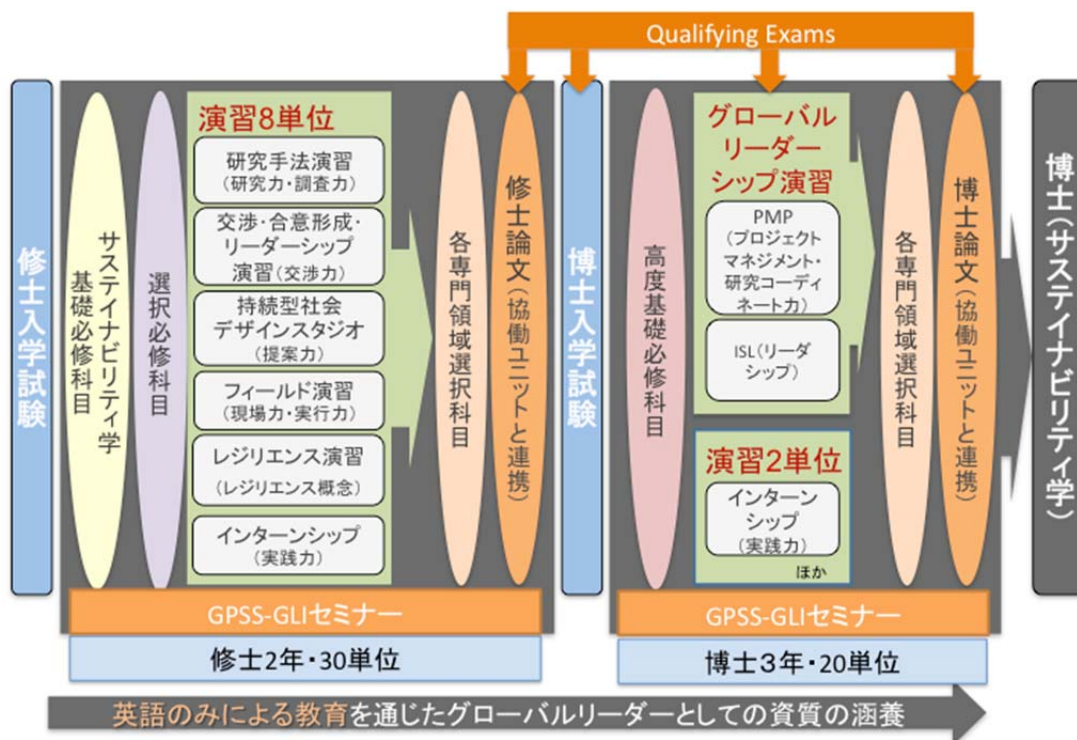 Qualifying Exams
修士入学試験
サステイナビリティ学
基礎必修科目
選択必修科目
演習8単位
研究手法演習
(研究力・調査力)
交渉・合意形成・
リーダーシップ
演習(交渉力)
持続型社会
デザインスタジオ
(提案力)
フィールド演習
(現場力・実行力)
レジリエンス演習
(レジリエンス概念)
インターンシップ
(実践力)
各専門領域選択科目
修士論文(協働ユニットと連携)
GPSS-GLIセミナー
修士2年・30単位
博士入学試験
高度基礎必修科目
グローバル
リーダー
シップ演習
PMP
(プロジェクト
マネジメント・
研究コーディ
ネート力)
ISL(リーダ
シップ)
演習2単位
インターン
シップ
(実践力)
ほか
各専門領域選択科目
博士論文(協働ユニットと連携)
GPSS-GLIセミナー
博士3年・20単位
博士(サステイナビリティ学)
英語のみによる教育を通じたグローバルリーダーとしての資質の涵養